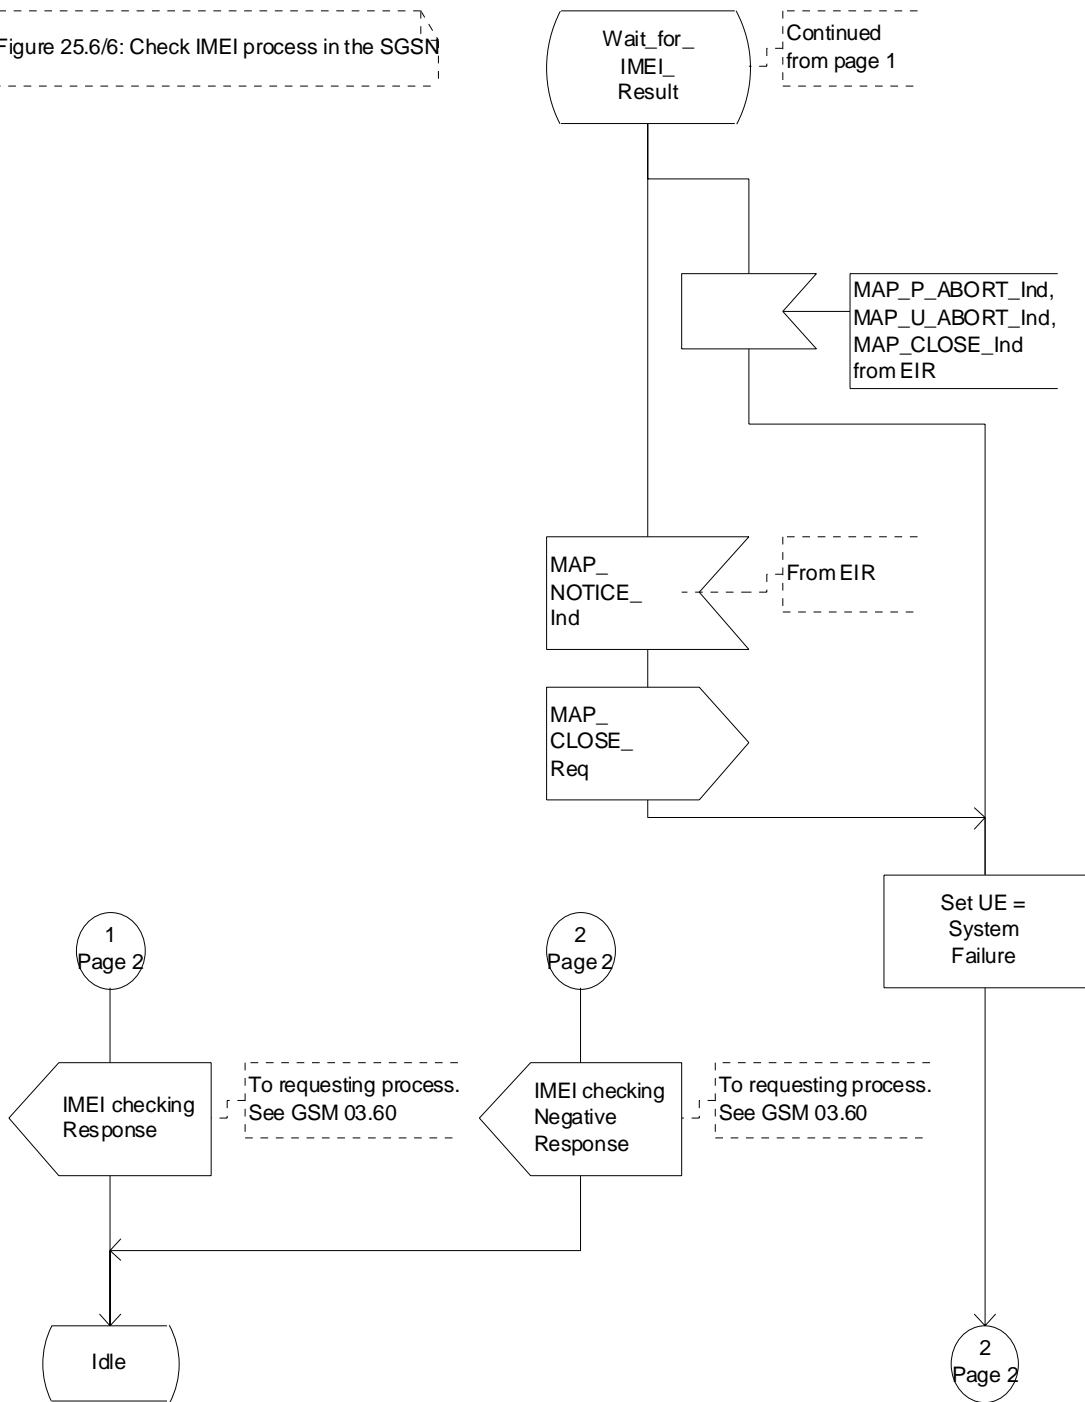 Figure 25.6/6: Check IMEI process in the SGSN
Wait_for_
IMEI_
Result
Continued
from page 1
MAP_P_ABORT_Ind,
MAP_U_ABORT_Ind,
MAP_CLOSE_Ind
from EIR
MAP_
NOTICE_
Ind
From EIR
MAP_
CLOSE_
Req
Set UE =
System
Failure
1
Page 2
2
Page 2
IMEI checking
Response
To requesting process.
See GSM 03.60
IMEI checking
Negative
Response
To requesting process.
See GSM 03.60
Idle
2
Page 2